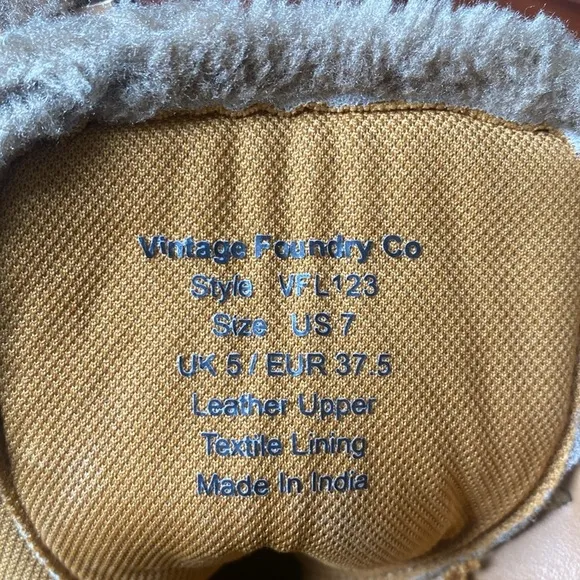 Vintage Foundry Co
Style VFL123
Size US 7
UK 5 / EUR 37.5
Leather Upper
Textile Lining
Made In India